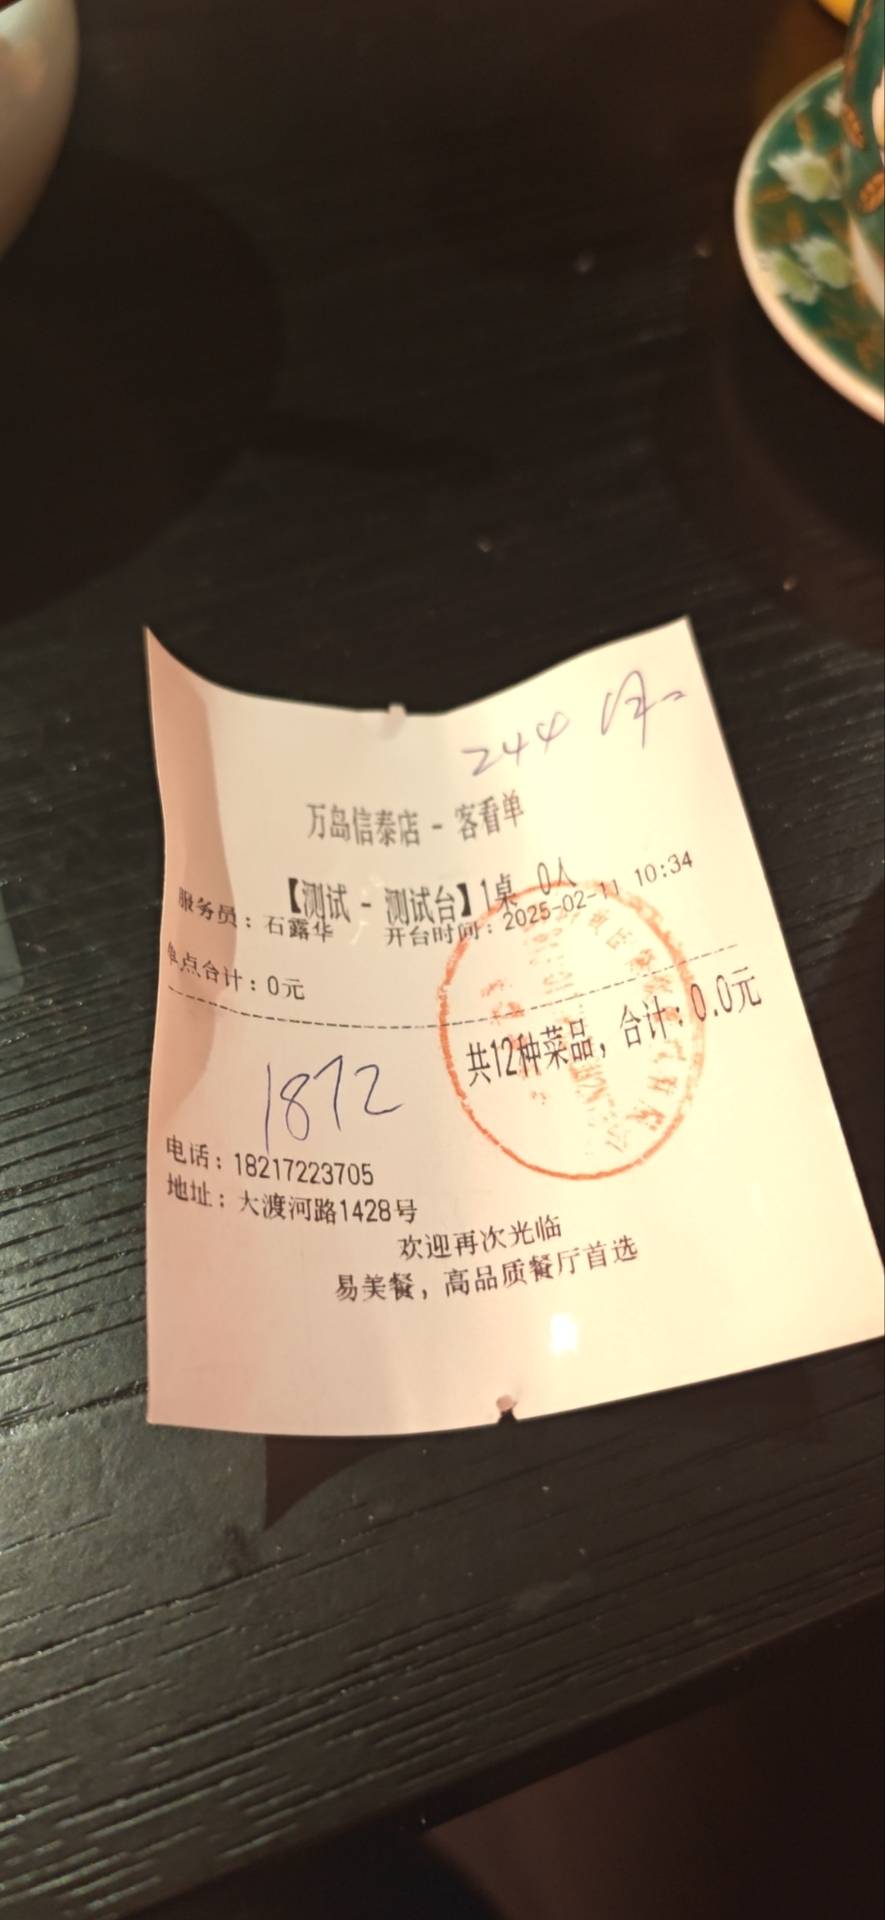 244
万岛信泰店 - 客看单
【测试 - 测试台】1桌 0人
服务员：石露华 开台时间：2025-02-11 10:34
单点合计：0元
共12种菜品，合计：0.0元
1872
电话：18217223705
地址：大渡河路1428号
欢迎再次光临
易美餐，高品质餐厅首选